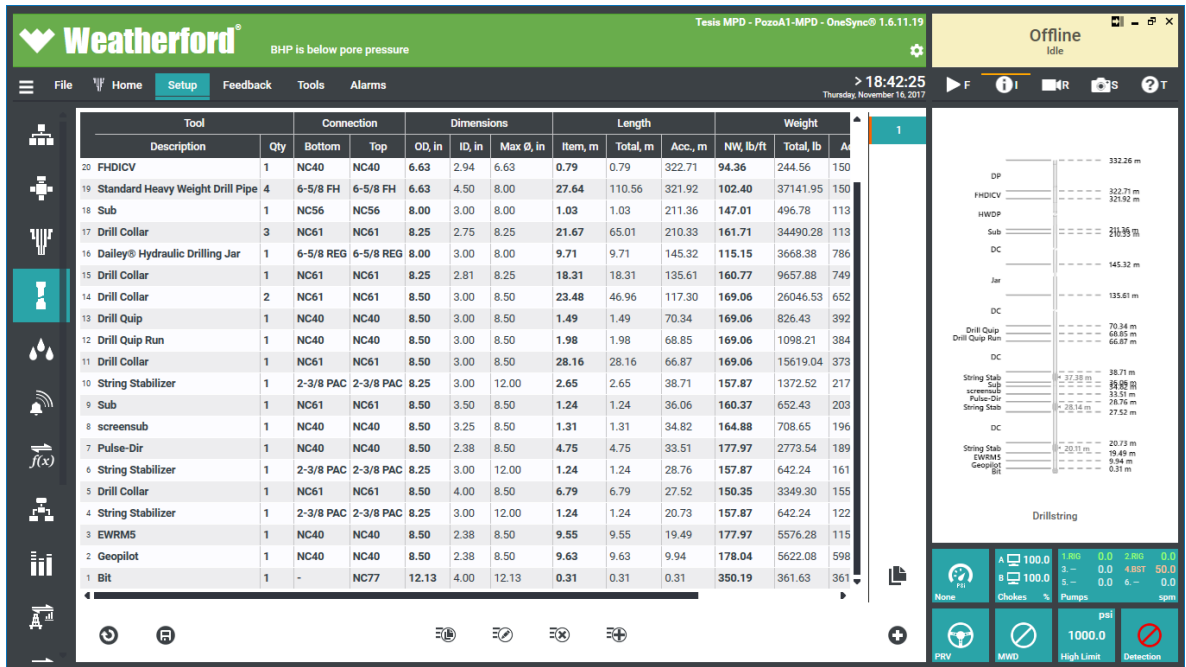 Weatherford®
BHP is below pore pressure
Tesis MPD - PozoA1-MPD - OneSync® 1.6.11.19
Offline
Idle
File Home Setup Feedback Tools Alarms
> 18:42:25
Thursday, November 16, 2017
F I R S T
Tool Connection Dimensions Length Weight
Description Qty Bottom Top OD, in ID, in Max Ø, in Item, m Total, m Acc., m NW, lb/ft Total, lb
20 FHDICV 1 NC40 NC40 6.63 2.94 6.63 0.79 0.79 322.71 94.36 244.56 150
19 Standard Heavy Weight Drill Pipe 4 6-5/8 FH 6-5/8 FH 6.63 4.50 8.00 27.64 110.56 321.92 102.40 37141.95 150
18 Sub 1 NC56 NC56 8.00 3.00 8.00 1.03 1.03 211.36 147.01 496.78 113
17 Drill Collar 3 NC61 NC61 8.25 2.75 8.25 21.67 65.01 210.33 161.71 34490.28 113
16 Dailey® Hydraulic Drilling Jar 1 6-5/8 REG 6-5/8 REG 8.00 3.00 8.00 9.71 9.71 145.32 115.15 3668.38 786
15 Drill Collar 1 NC61 NC61 8.25 2.81 8.25 18.31 18.31 135.61 160.77 9657.88 749
14 Drill Collar 2 NC61 NC61 8.50 3.00 8.50 23.48 46.96 117.30 169.06 26046.53 652
13 Drill Quip 1 NC40 NC40 8.50 3.00 8.50 1.49 1.49 70.34 169.06 826.43 392
12 Drill Quip Run 1 NC40 NC40 8.50 3.00 8.50 1.98 1.98 68.85 169.06 1098.21 384
11 Drill Collar 1 NC61 NC61 8.50 3.00 8.50 28.16 28.16 66.87 169.06 15619.04 373
10 String Stabilizer 1 2-3/8 PAC 2-3/8 PAC 8.25 3.00 12.00 2.65 2.65 38.71 157.87 1372.52 217
9 Sub 1 NC61 NC61 8.50 3.50 8.50 1.24 1.24 36.06 160.37 652.43 203
8 screensub 1 NC40 NC40 8.50 3.25 8.50 1.31 1.31 34.82 164.88 708.65 196
7 Pulse-Dir 1 NC40 NC40 8.50 2.38 8.50 4.75 4.75 33.51 177.97 2773.54 189
6 String Stabilizer 1 2-3/8 PAC 2-3/8 PAC 8.25 3.00 12.00 1.24 1.24 28.76 157.87 642.24 161
5 Drill Collar 1 NC61 NC61 8.50 4.00 8.50 6.79 6.79 27.52 150.35 3349.30 155
4 String Stabilizer 1 2-3/8 PAC 2-3/8 PAC 8.25 3.00 12.00 1.24 1.24 20.73 157.87 642.24 122
3 EWRM5 1 NC40 NC40 8.50 2.38 8.50 9.55 9.55 19.49 177.97 5576.28 115
2 Geopilot 1 NC40 NC40 8.50 2.38 8.50 9.63 9.63 9.94 178.04 5622.08 598
1 Bit 1 - NC77 12.13 4.00 12.13 0.31 0.31 0.31 350.19 361.63 361
1
f(x)
332.26 m
DP
FHDICV 322.71 m
321.92 m
HWDP
Sub
DC
145.32 m
Jar
135.61 m
DC
Drill Quip 70.34 m
Drill Quip Run 68.85 m
66.87 m
DC
38.71 m
String Stab 37.38 m
Sub
screensub 33.51 m
Pulse-Dir 28.76 m
String Stab 28.14 m 27.52 m
DC
20.73 m
String Stab 20.11 m 19.49 m
EWRM5 9.94 m
Geopilot 0.31 m
Bit
Drillstring
PSI
None
A 100.0
B 100.0
Chokes %
1.RIG 0.0 2.RIG 0.0
3. -- 0.0 4.BST 50.0
5. -- 0.0 6. -- 0.0
Pumps spm
PRV
MWD
psi
1000.0
High Limit
Detection